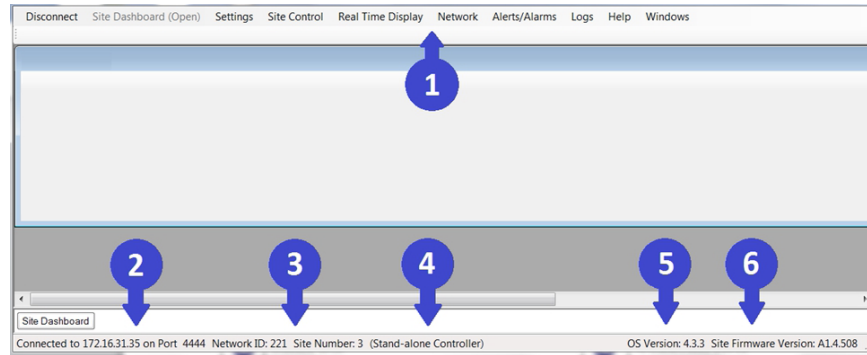 Disconnect Site Dashboard (Open) Settings Site Control Real Time Display Network Alerts/Alarms Logs Help Windows
1
2 3 4 5 6
Site Dashboard
Connected to 172.16.31.35 on Port 4444 Network ID: 221 Site Number: 3 (Stand-alone Controller) OS Version: 4.3.3 Site Firmware Version: A1.4.508